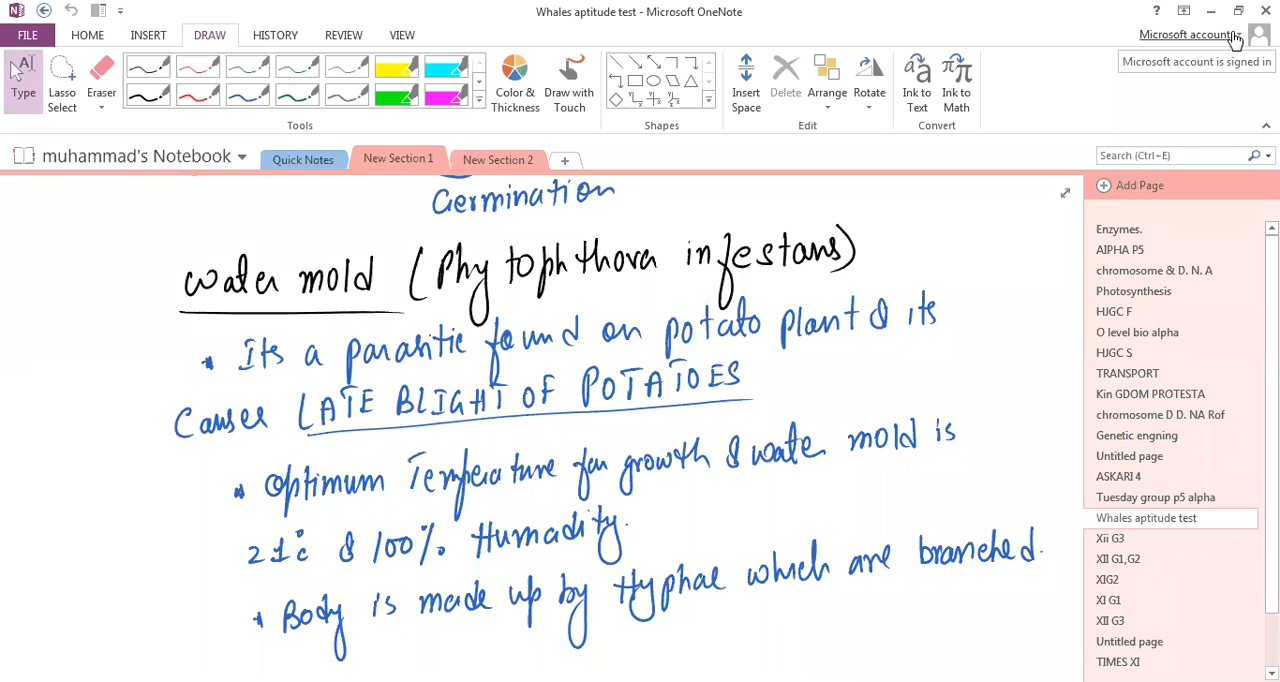 Whales aptitude test - Microsoft OneNote
FILE HOME INSERT DRAW HISTORY REVIEW VIEW
Microsoft account
Microsoft account is signed in
Type
Lasso Select
Eraser
Color & Thickness
Draw with Touch
Insert Space
Delete
Arrange
Rotate
Ink to Text
Ink to Math
Tools Shapes Edit Convert
muhammad's Notebook
Quick Notes New Section 1 New Section 2
Search (Ctrl+E)
Germination
water mold (Phytophthora infestans)
• Its a parasitic found on potato plant & its
Causes LATE BLIGHT OF POTATOES
• Optimum Temperature for growth & water mold is
21°c & 100% Humadity.
• Body is made up by Hyphae which are branched.
Add Page
Enzymes.
AlPHA P5
chromosome & D. N. A
Photosynthesis
HJGC F
O level bio alpha
HJGC S
TRANSPORT
Kin GDOM PROTESTA
chromosome D D. NA Rof
Genetic engning
Untitled page
ASKARI 4
Tuesday group p5 alpha
Whales aptitude test
Xii G3
XII G1,G2
XIG2
XI G1
XII G3
Untitled page
TIMES XI